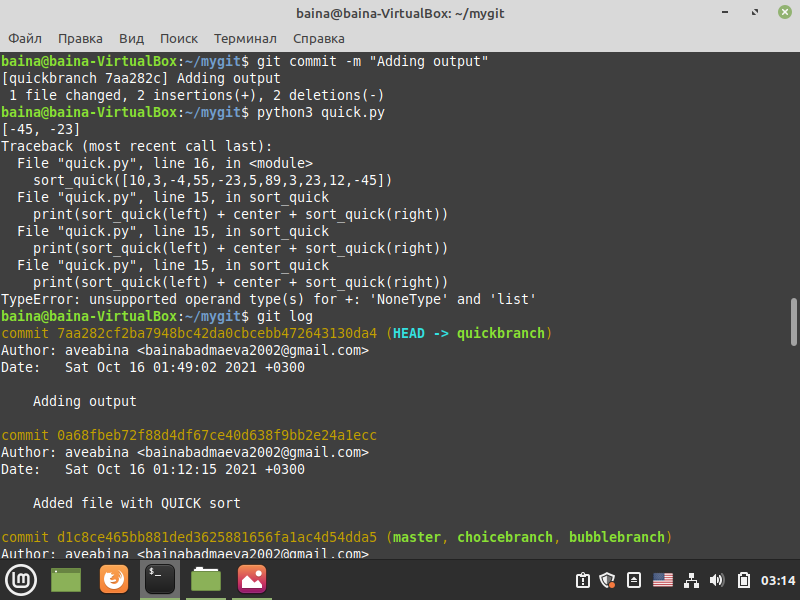 baina@baina-VirtualBox: ~/mygit
Файл Правка Вид Поиск Терминал Справка
baina@baina-VirtualBox:~/mygit$ git commit -m "Adding output"
[quickbranch 7aa282c] Adding output
 1 file changed, 2 insertions(+), 2 deletions(-)
baina@baina-VirtualBox:~/mygit$ python3 quick.py
[-45, -23]
Traceback (most recent call last):
  File "quick.py", line 16, in <module>
    sort_quick([10,3,-4,55,-23,5,89,3,23,12,-45])
  File "quick.py", line 15, in sort_quick
    print(sort_quick(left) + center + sort_quick(right))
  File "quick.py", line 15, in sort_quick
    print(sort_quick(left) + center + sort_quick(right))
  File "quick.py", line 15, in sort_quick
    print(sort_quick(left) + center + sort_quick(right))
TypeError: unsupported operand type(s) for +: 'NoneType' and 'list'
baina@baina-VirtualBox:~/mygit$ git log
commit 7aa282cf2ba7948bc42da0cbcebb472643130da4 (HEAD -> quickbranch)
Author: aveabina <bainabadmaeva2002@gmail.com>
Date:   Sat Oct 16 01:49:02 2021 +0300
    Adding output
commit 0a68fbeb72f88d4df67ce40d638f9bb2e24a1ecc
Author: aveabina <bainabadmaeva2002@gmail.com>
Date:   Sat Oct 16 01:12:15 2021 +0300
    Added file with QUICK sort
commit d1c8ce465bb881ded3625881656fa1ac4d54dda5 (master, choicebranch, bubblebranch)
Author: aveabina <bainabadmaeva2002@gmail.com>
03:14